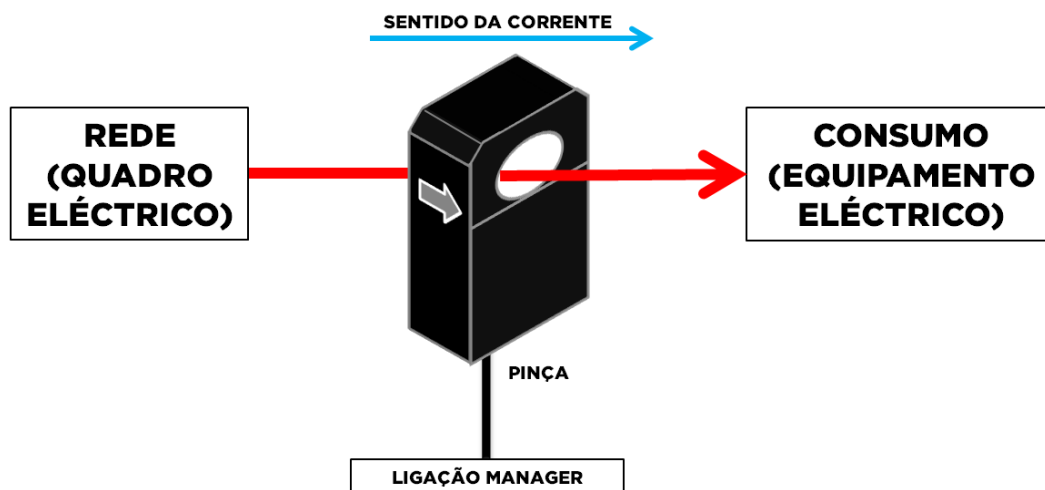 SENTIDO DA CORRENTE
REDE
(QUADRO
ELÉCTRICO)
CONSUMO
(EQUIPAMENTO
ELÉCTRICO)
PINÇA
LIGAÇÃO MANAGER